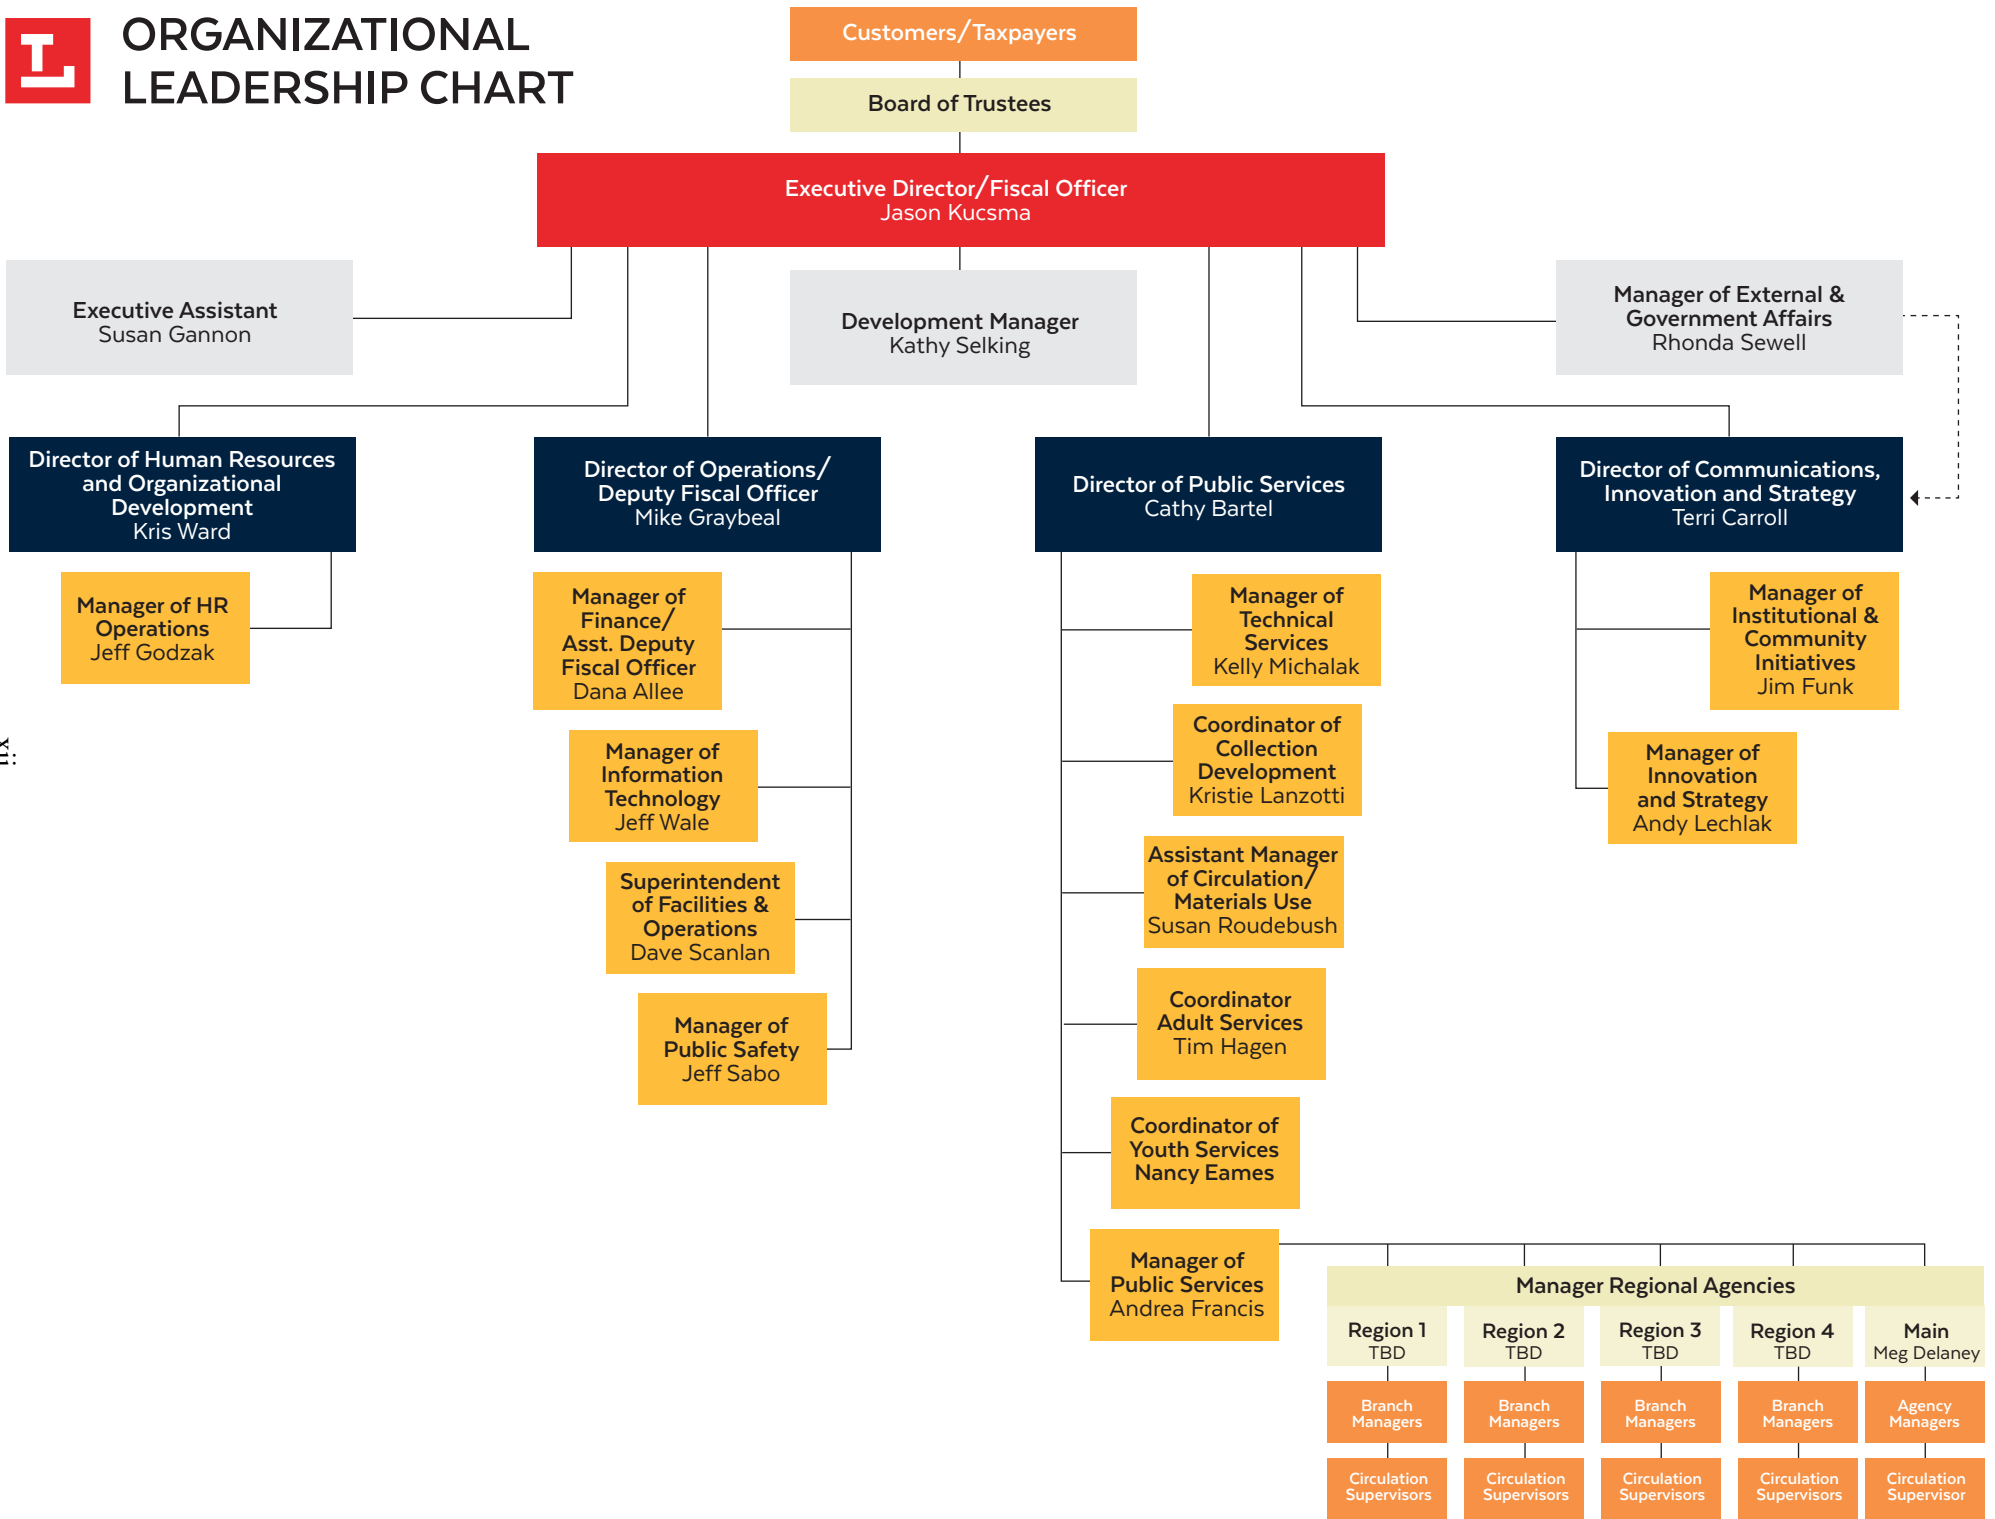 ORGANIZATIONAL
LEADERSHIP CHART
Customers/Taxpayers
Board of Trustees
Executive Director/Fiscal Officer
Jason Kucsma
Executive Assistant
Susan Gannon
Development Manager
Kathy Selking
Manager of External &
Government Affairs
Rhonda Sewell
Director of Human Resources
and Organizational
Development
Kris Ward
Director of Operations/
Deputy Fiscal Officer
Mike Graybeal
Director of Public Services
Cathy Bartel
Director of Communications,
Innovation and Strategy
Terri Carroll
Manager of HR
Operations
Jeff Godzak
Manager of
Finance/
Asst. Deputy
Fiscal Officer
Dana Allee
Manager of
Information
Technology
Jeff Wale
Superintendent
of Facilities &
Operations
Dave Scanlan
Manager of
Public Safety
Jeff Sabo
Manager of
Technical
Services
Kelly Michalak
Coordinator of
Collection
Development
Kristie Lanzotti
Assistant Manager
of Circulation/
Materials Use
Susan Roudebush
Coordinator
Adult Services
Tim Hagen
Coordinator of
Youth Services
Nancy Eames
Manager of
Public Services
Andrea Francis
Manager of
Institutional &
Community
Initiatives
Jim Funk
Manager of
Innovation
and Strategy
Andy Lechlak
Manager Regional Agencies
Region 1
TBD
Region 2
TBD
Region 3
TBD
Region 4
TBD
Main
Meg Delaney
Branch
Managers
Branch
Managers
Branch
Managers
Branch
Managers
Agency
Managers
Circulation
Supervisors
Circulation
Supervisors
Circulation
Supervisors
Circulation
Supervisors
Circulation
Supervisor